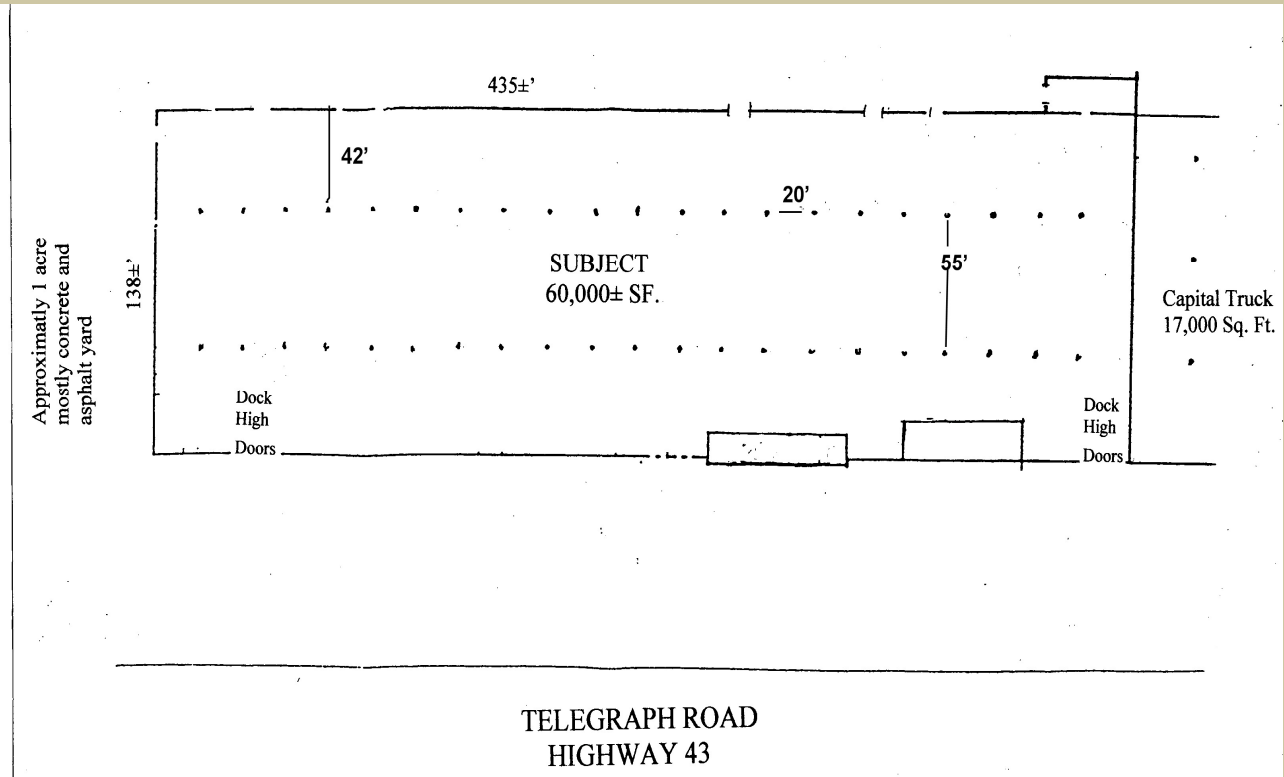 435±'
42'
20'
Approximatly 1 acre
mostly concrete and
asphalt yard
138±'
SUBJECT
60,000± SF.
55'
Capital Truck
17,000 Sq. Ft.
Dock
High
Doors
Dock
High
Doors
TELEGRAPH ROAD
HIGHWAY 43